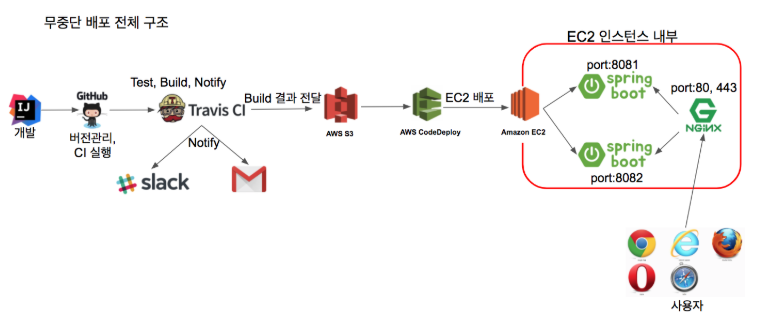 무중단 배포 전체 구조
EC2 인스턴스 내부
port:8081
Test, Build, Notify
spring
boot
port:80, 443
GitHub
Build 결과 전달
EC2 배포
IJ
Travis CI
NGINX
개발
AWS S3
AWS CodeDeploy
Amazon EC2
버전관리,
CI 실행
Notify
spring
boot
slack
port:8082
사용자